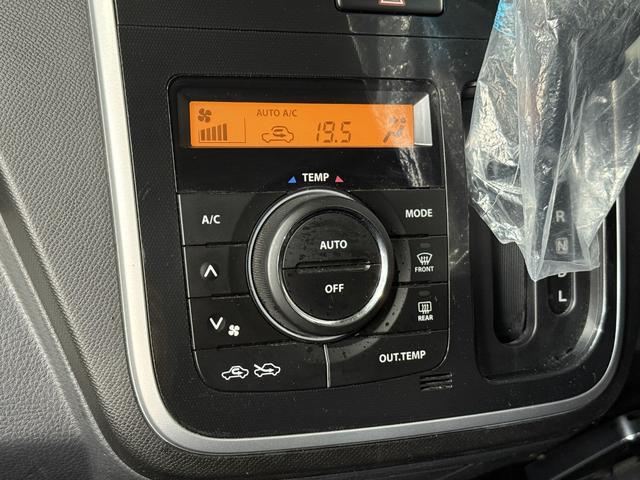 AUTO A/C
19.5
TEMP
A/C
MODE
AUTO
OFF
FRONT
REAR
OUT.TEMP
R
N
D
L